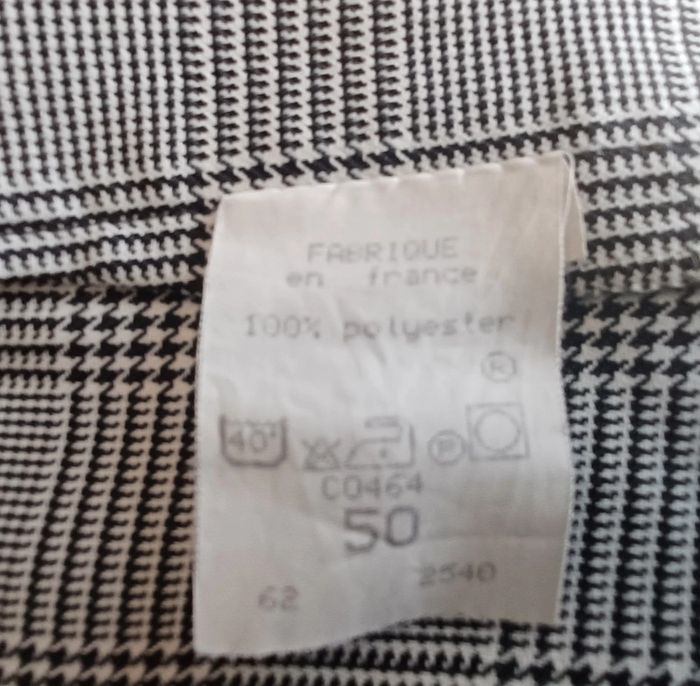 FABRIQUE
en france
100% polyester
®
40° P
C0464
50
2540
62